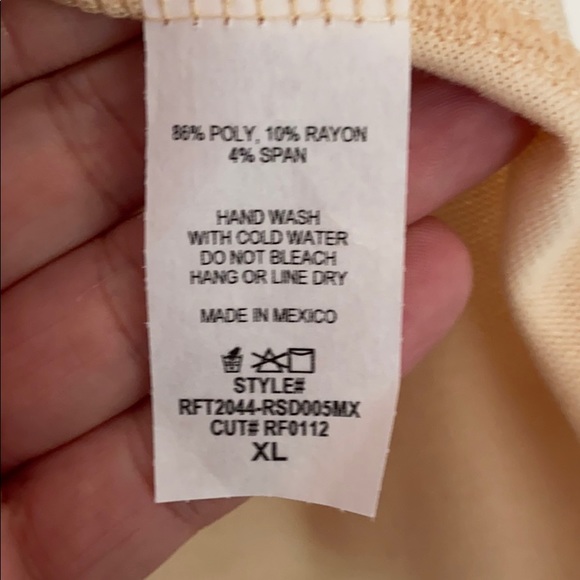 86% POLY, 10% RAYON
4% SPAN
HAND WASH
WITH COLD WATER
DO NOT BLEACH
HANG OR LINE DRY
MADE IN MEXICO
STYLE#
RFT2044-RSD005MX
CUT# RF0112
XL